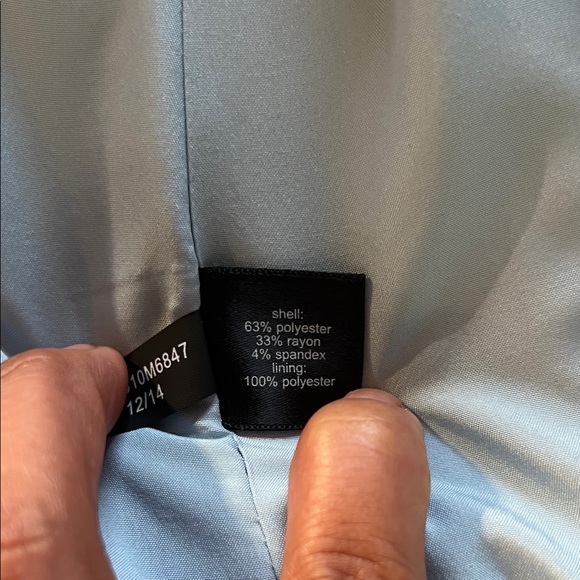 shell:
63% polyester
33% rayon
4% spandex
lining:
100% polyester
10M6847
12/14